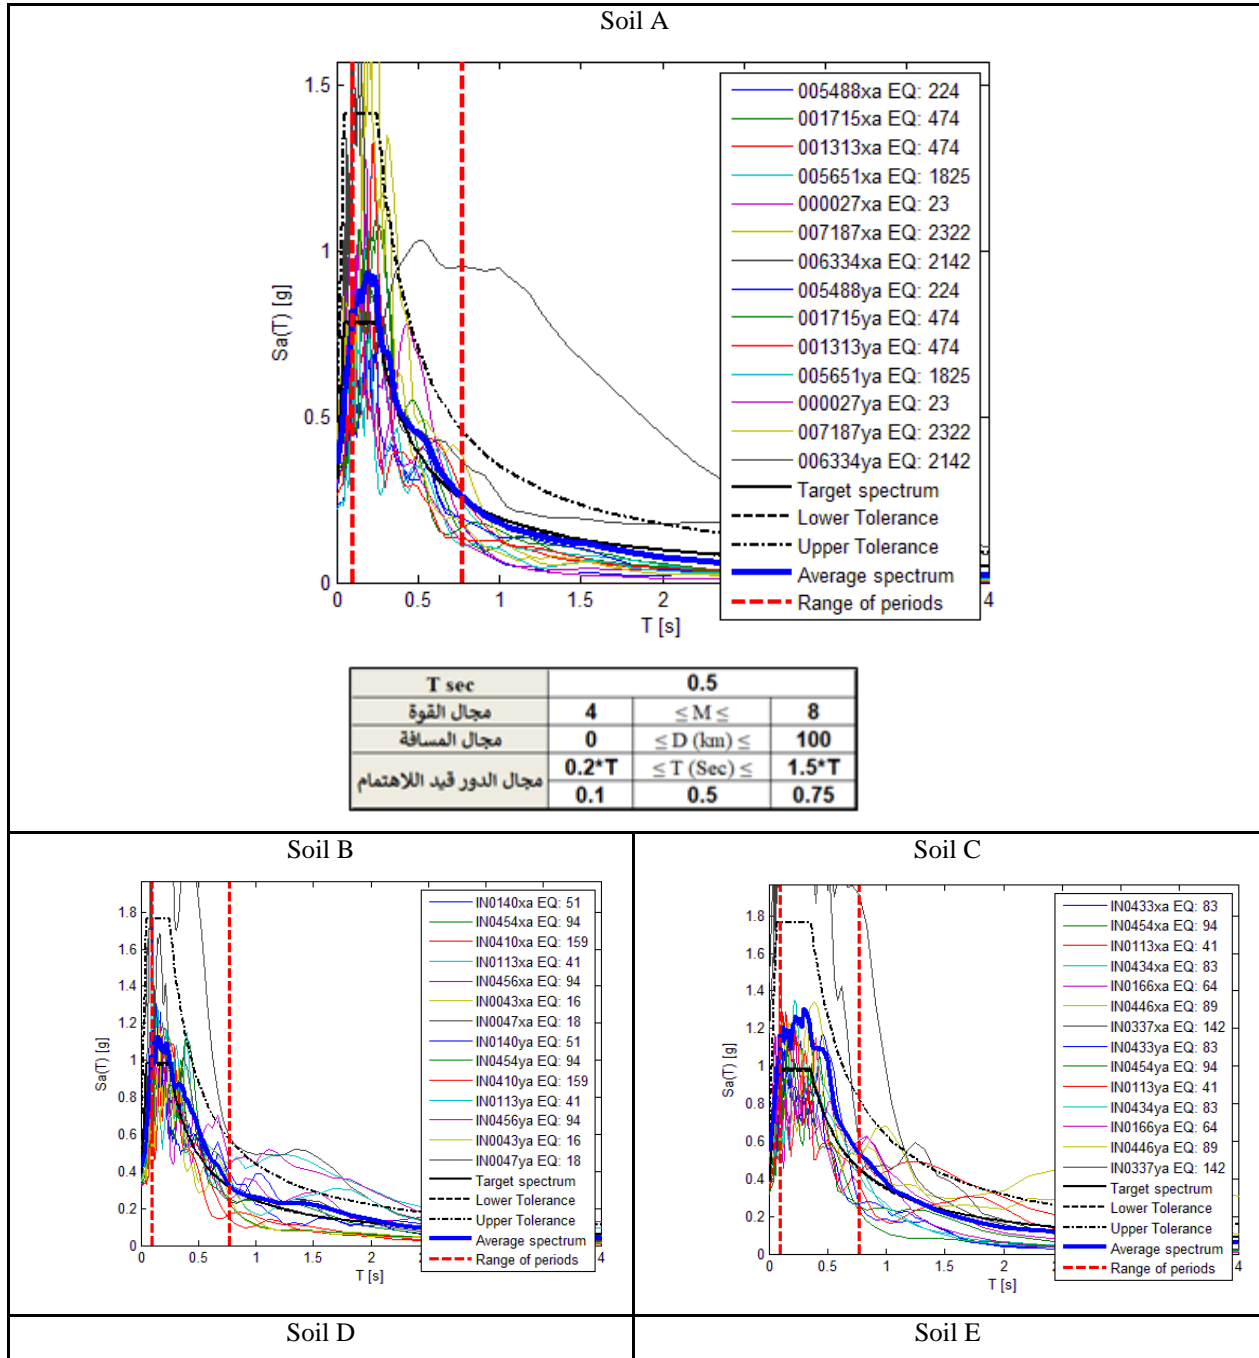 Soil A
1.5
1
0.5
0
Sa(T) [g]
0 0.5 1 1.5 2 4
T [s]
005488xa EQ: 224
001715xa EQ: 474
001313xa EQ: 474
005651xa EQ: 1825
000027xa EQ: 23
007187xa EQ: 2322
006334xa EQ: 2142
005488ya EQ: 224
001715ya EQ: 474
001313ya EQ: 474
005651ya EQ: 1825
000027ya EQ: 23
007187ya EQ: 2322
006334ya EQ: 2142
Target spectrum
Lower Tolerance
Upper Tolerance
Average spectrum
Range of periods
T sec 0.5
مجال القوة 4 ≤ M ≤ 8
مجال المسافة 0 ≤ D (km) ≤ 100
مجال الدور قيد اللاهتمام 0.2*T ≤ T (Sec) ≤ 1.5*T
0.1 0.5 0.75
Soil B
1.8
1.6
1.4
1.2
1
0.8
0.6
0.4
0.2
0
Sa(T) [g]
0 0.5 1 1.5 2 4
T [s]
IN0140xa EQ: 51
IN0454xa EQ: 94
IN0410xa EQ: 159
IN0113xa EQ: 41
IN0456xa EQ: 94
IN0043xa EQ: 16
IN0047xa EQ: 18
IN0140ya EQ: 51
IN0454ya EQ: 94
IN0410ya EQ: 159
IN0113ya EQ: 41
IN0456ya EQ: 94
IN0043ya EQ: 16
IN0047ya EQ: 18
Target spectrum
Lower Tolerance
Upper Tolerance
Average spectrum
Range of periods
Soil C
1.8
1.6
1.4
1.2
1
0.8
0.6
0.4
0.2
0
Sa(T) [g]
0 0.5 1 1.5 2 4
T [s]
IN0433xa EQ: 83
IN0454xa EQ: 94
IN0113xa EQ: 41
IN0434xa EQ: 83
IN0166xa EQ: 64
IN0446xa EQ: 89
IN0337xa EQ: 142
IN0433ya EQ: 83
IN0454ya EQ: 94
IN0113ya EQ: 41
IN0434ya EQ: 83
IN0166ya EQ: 64
IN0446ya EQ: 89
IN0337ya EQ: 142
Target spectrum
Lower Tolerance
Upper Tolerance
Average spectrum
Range of periods
Soil D
Soil E